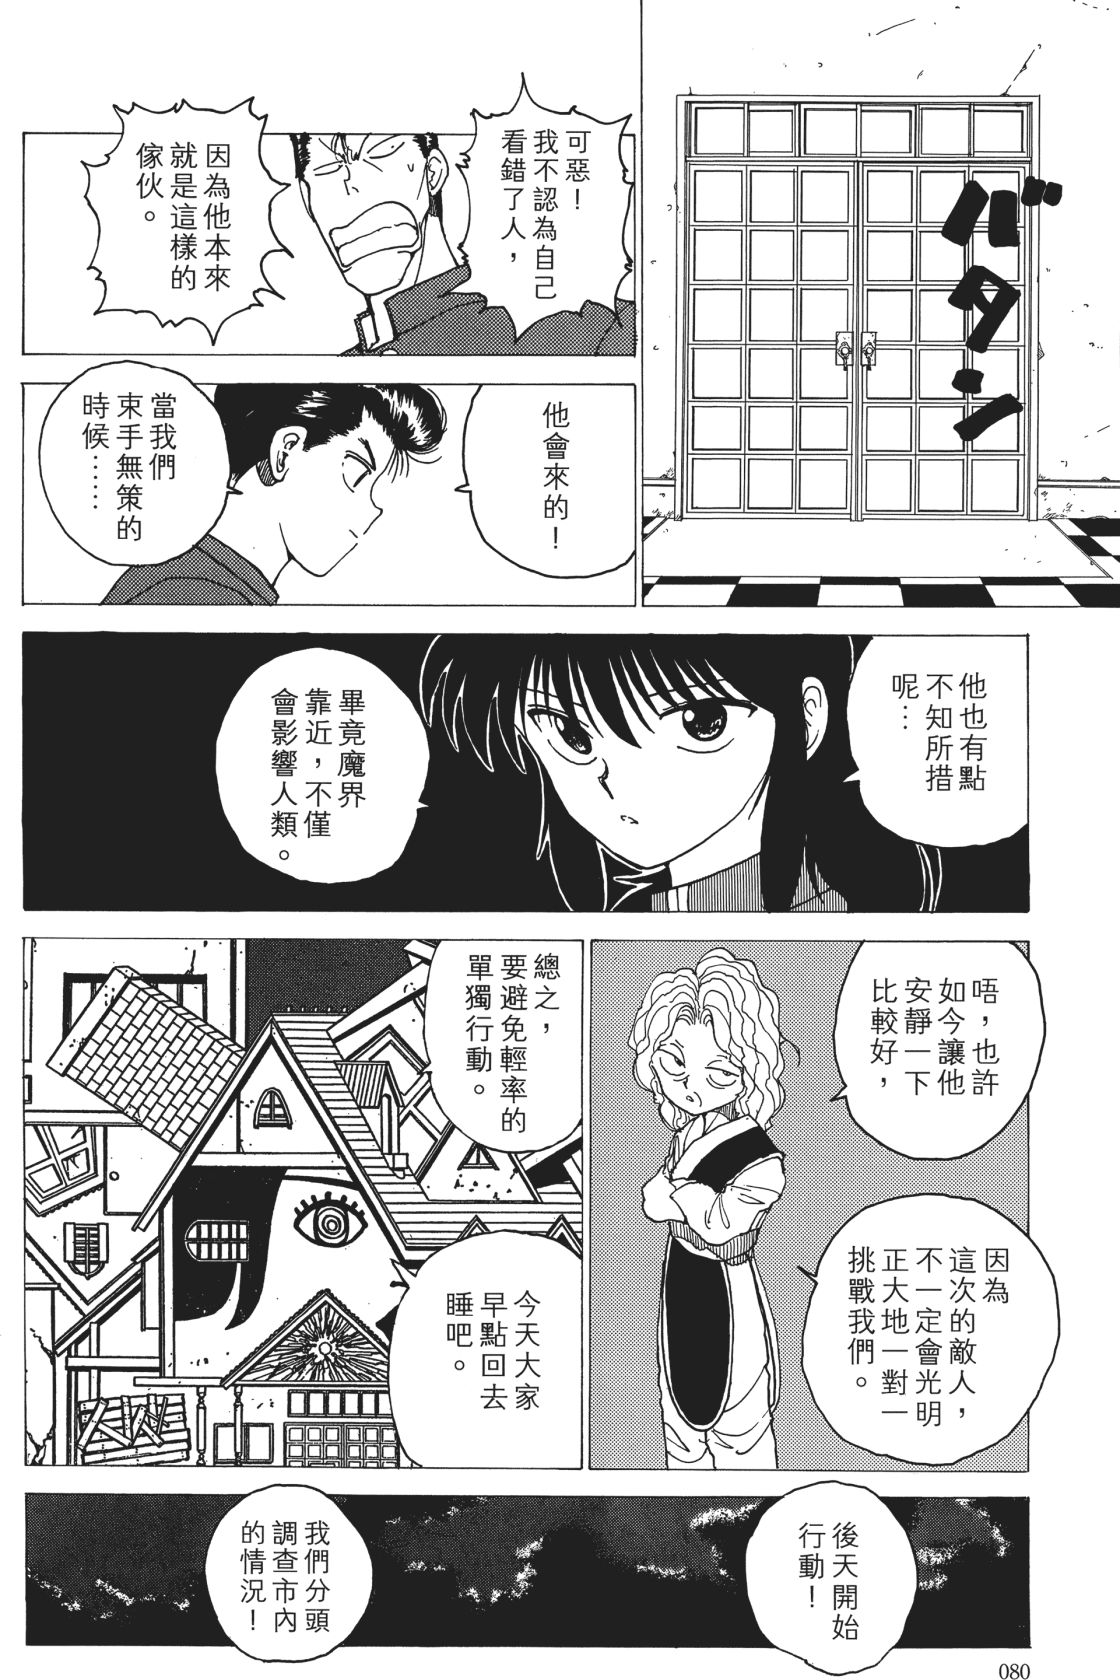 バタン
可惡！
我不認為自己
看錯了人，
因為他本來
就是這樣的
傢伙。
他會來的！
當我們
束手無策的
時候……
他也有點
不知所措
呢…
畢竟魔界
靠近，不僅
會影響人類。
唔，也許
如今讓他
安靜一下
比較好，
因為
這次的敵人，
不一定會光明
正大地一對一
挑戰我們。
總之，
要避免輕率的
單獨行動。
今天大家
早點回去
睡吧。
後天開始
行動！
我們分頭
調查市內
的情況！
080